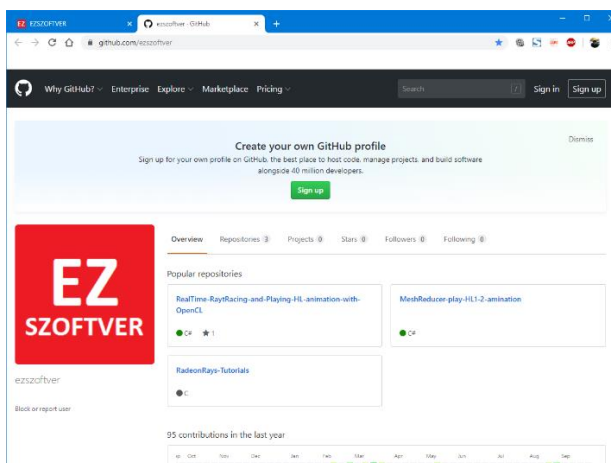 EZ EZSZOFTVER
ezszoftver · GitHub
github.com/ezszoftver
Why GitHub? Enterprise Explore Marketplace Pricing
Search
Sign in Sign up
Create your own GitHub profile
Dismiss
Sign up for your own profile on GitHub, the best place to host code, manage projects, and build software
alongside 40 million developers.
Sign up
EZ
SZOFTVER
ezszoftver
Block or report user
Overview Repositories 3 Projects 0 Stars 0 Followers 0 Following 0
Popular repositories
RealTime-RaytRacing-and-Playing-HL-animation-with-
OpenCL
C# 1
MeshReducer-play-HL1-2-amination
C#
RadeonRays-Tutorials
C
95 contributions in the last year
Oct Nov Dec Jan Feb Mar Apr May Jun Jul Aug Sep